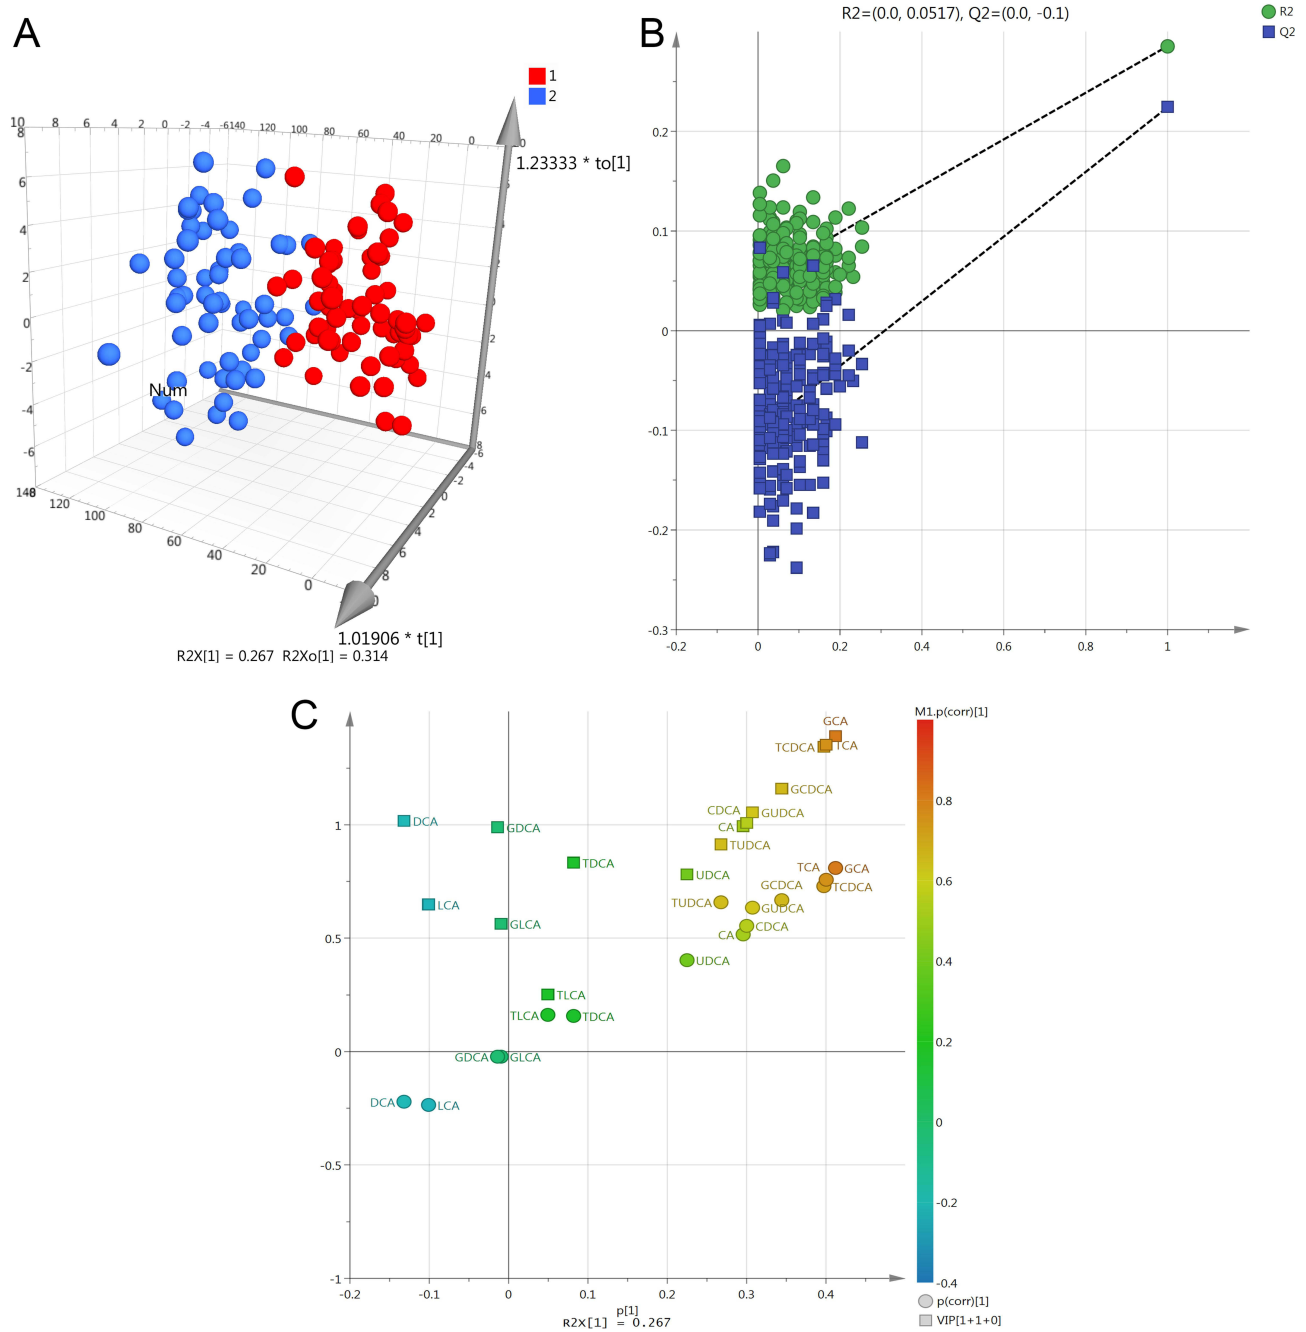 A
1
2
10 8 6 4 2 0 -2 -4 -6140 120 100 80 60 40 20 0
8
6
4
2
0
-2
-4
-6
1.23333 * to[1]
Num
120 100 80 60 40 20 0
-6 -4 -2 0 2 4 6 8
1.01906 * t[1]
R2X[1] = 0.267 R2Xo[1] = 0.314
B
R2=(0.0, 0.0517), Q2=(0.0, -0.1)
R2
Q2
0.2
0.1
0
-0.1
-0.2
-0.3
-0.2 0 0.2 0.4 0.6 0.8 1
C
M1.p(corr)[1]
GCA
TCDCA TCA
GCDCA
CDCA GUDCA
CA
DCA GDCA
TUDCA
TDCA
UDCA
TCA GCA
GCDCA TCDCA
LCA TUDCA GUDCA
GLCA CDCA
CA
UDCA
TLCA
TLCA TDCA
GDCA GLCA
DCA LCA
1
0.5
0
-0.5
-1
-0.2 -0.1 0 0.1 0.2 0.3 0.4
p[1]
R2X[1] = 0.267
0.8
0.6
0.4
0.2
0
-0.2
-0.4
p(corr)[1]
VIP[1+1+0]